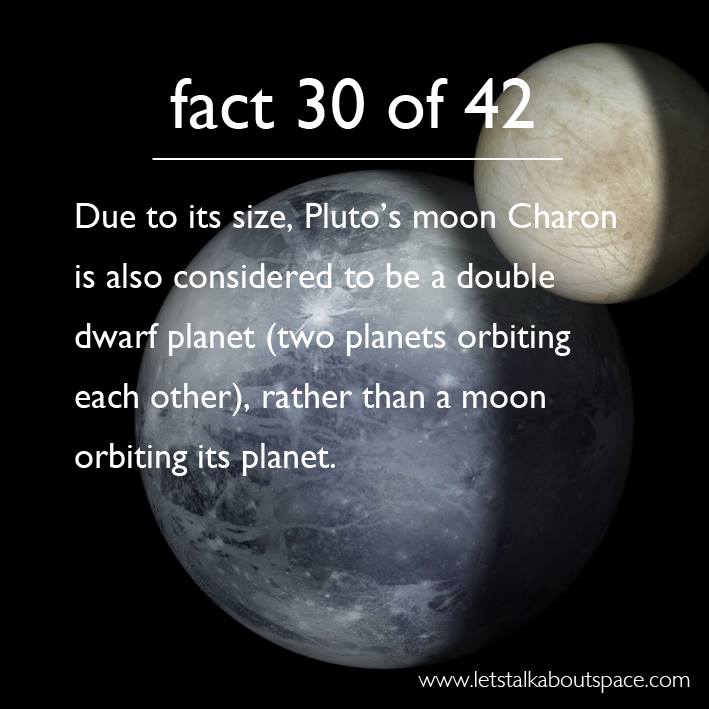 fact 30 of 42
Due to its size, Pluto’s moon Charon
is also considered to be a double
dwarf planet (two planets orbiting
each other), rather than a moon
orbiting its planet.
www.letstalkaboutspace.com